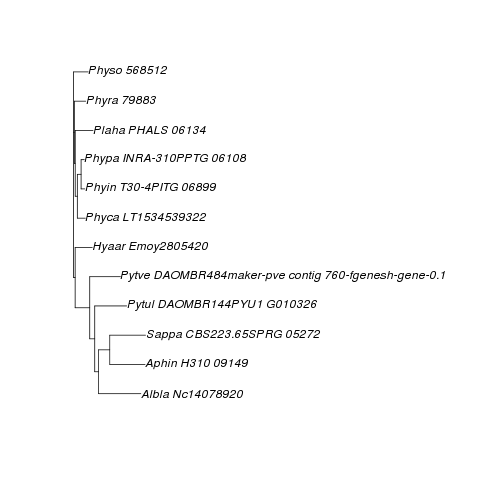 Physo 568512
Phyra 79883
Plaha PHALS 06134
Phypa INRA-310PPTG 06108
Phyin T30-4PITG 06899
Phyca LT1534539322
Hyaar Emoy2805420
Pytve DAOMBR484maker-pve contig 760-fgenesh-gene-0.1
Pytul DAOMBR144PYU1 G010326
Sappa CBS223.65SPRG 05272
Aphin H310 09149
Albla Nc14078920